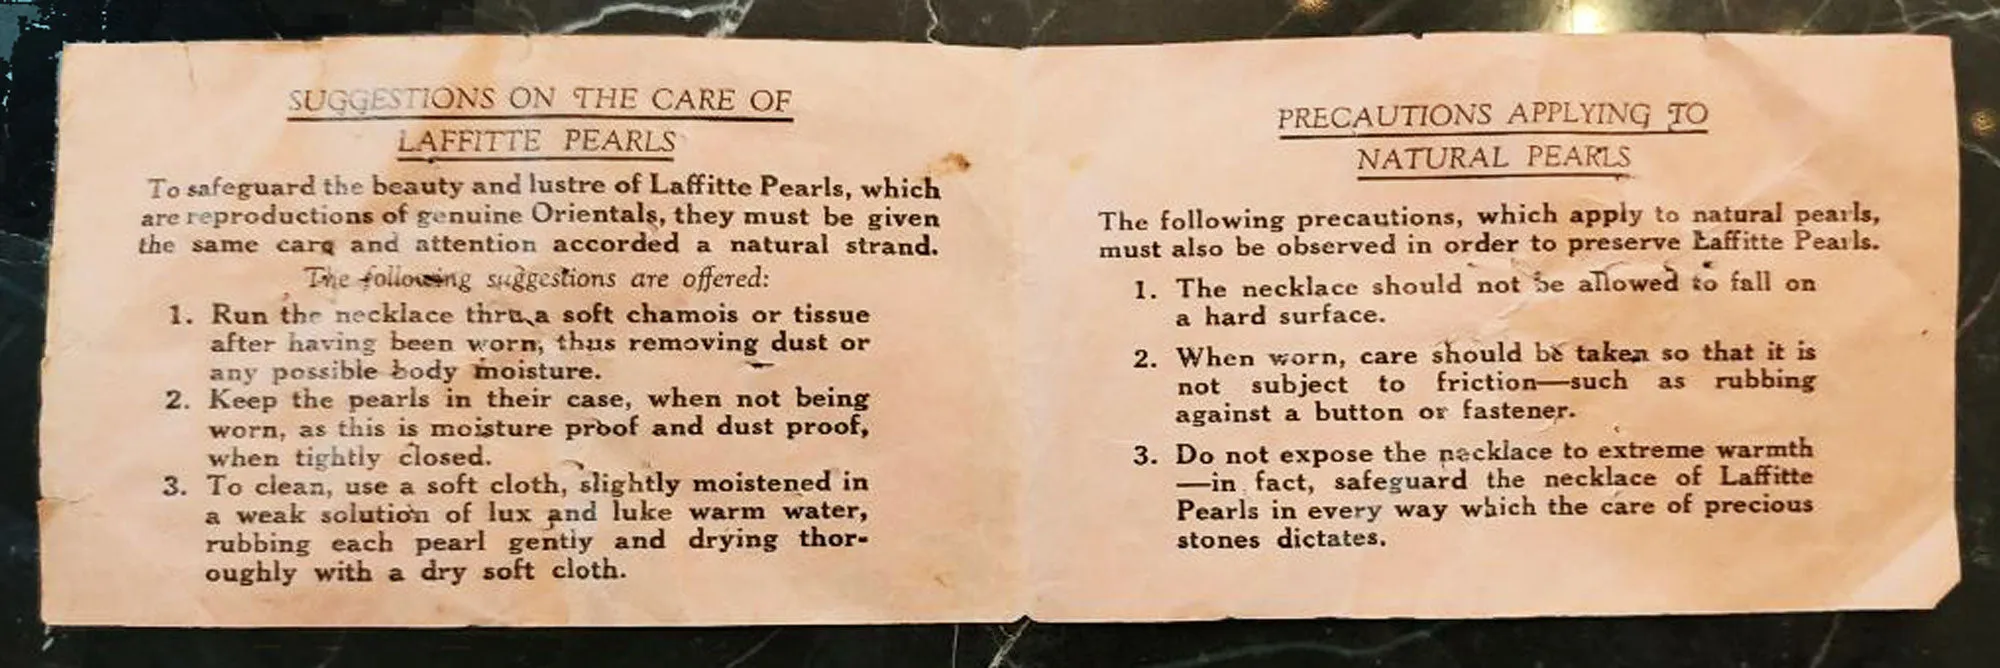 SUGGESTIONS ON THE CARE OF
LAFFITTE PEARLS
To safeguard the beauty and lustre of Laffitte Pearls, which
are reproductions of genuine Orientals, they must be given
the same care and attention accorded a natural strand.
The following suggestions are offered:
1. Run the necklace thru a soft chamois or tissue
after having been worn, thus removing dust or
any possible body moisture.
2. Keep the pearls in their case, when not being
worn, as this is moisture proof and dust proof,
when tightly closed.
3. To clean, use a soft cloth, slightly moistened in
a weak solution of lux and luke warm water,
rubbing each pearl gently and drying thor-
oughly with a dry soft cloth.
PRECAUTIONS APPLYING TO
NATURAL PEARLS
The following precautions, which apply to natural pearls,
must also be observed in order to preserve Laffitte Pearls.
1. The necklace should not be allowed to fall on
a hard surface.
2. When worn, care should be taken so that it is
not subject to friction—such as rubbing
against a button or fastener.
3. Do not expose the necklace to extreme warmth
—in fact, safeguard the necklace of Laffitte
Pearls in every way which the care of precious
stones dictates.